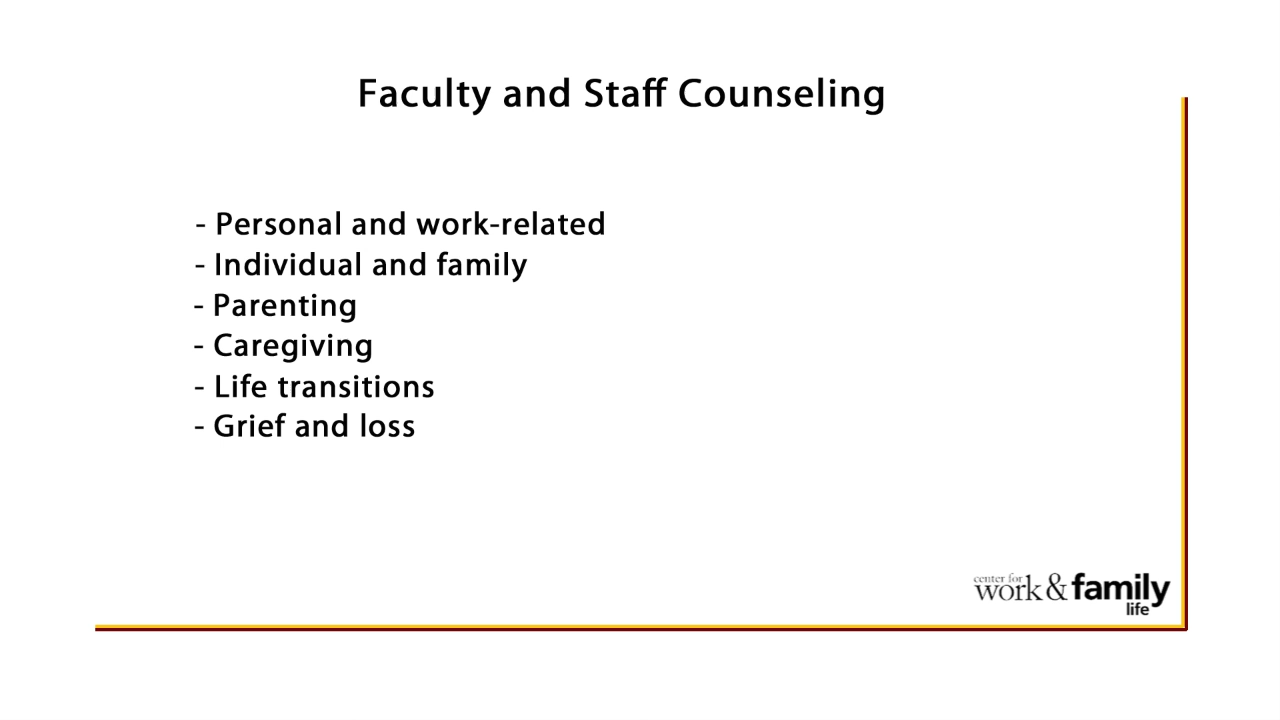 Faculty and Staff Counseling
- Personal and work-related
- Individual and family
- Parenting
- Caregiving
- Life transitions
- Grief and loss
center for
work & family
life